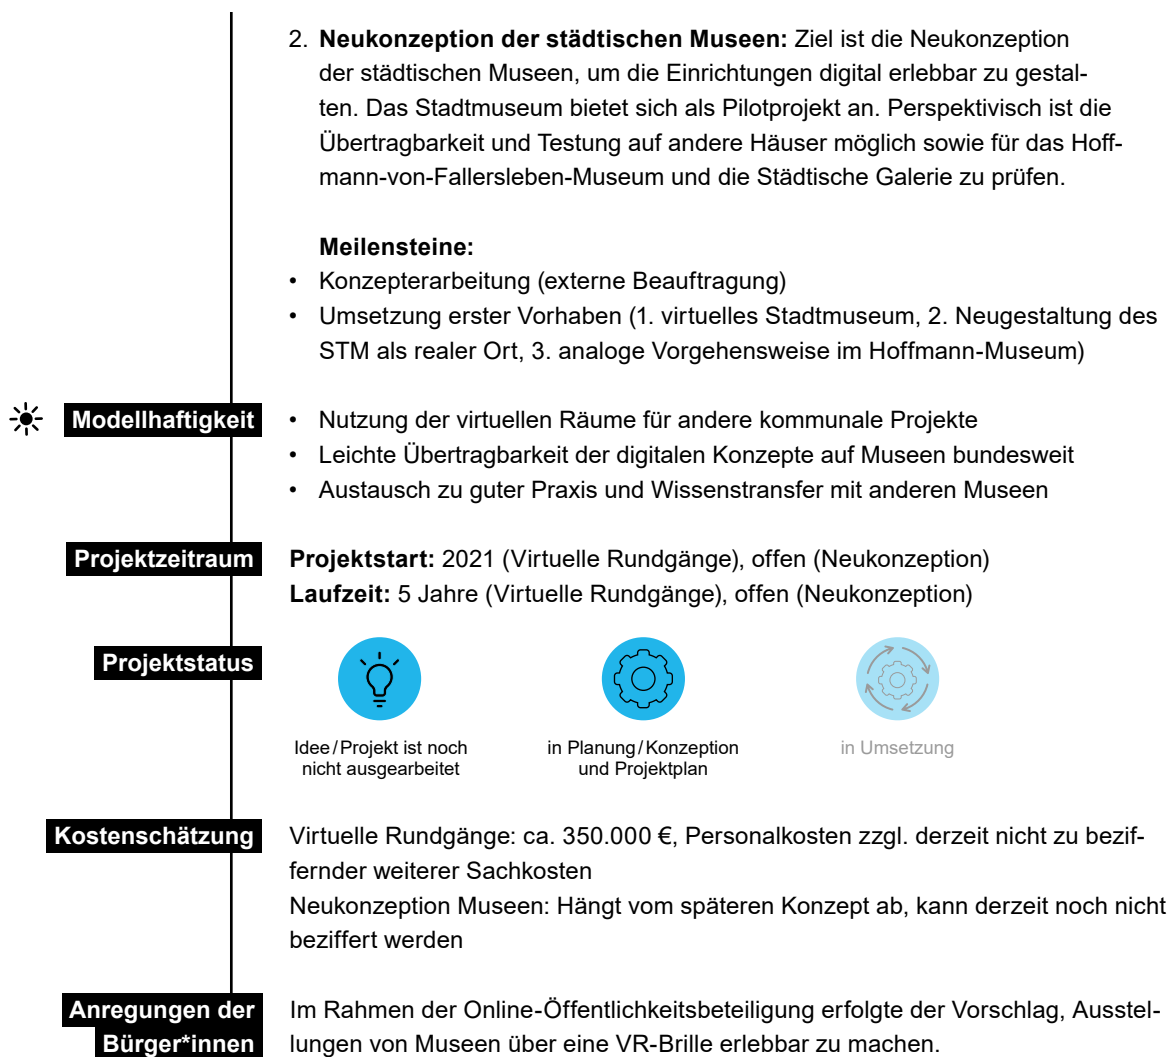 2. Neukonzeption der städtischen Museen: Ziel ist die Neukonzeption
der städtischen Museen, um die Einrichtungen digital erlebbar zu gestal-
ten. Das Stadtmuseum bietet sich als Pilotprojekt an. Perspektivisch ist die
Übertragbarkeit und Testung auf andere Häuser möglich sowie für das Hoff-
mann-von-Fallersleben-Museum und die Städtische Galerie zu prüfen.
Meilensteine:
• Konzepterarbeitung (externe Beauftragung)
• Umsetzung erster Vorhaben (1. virtuelles Stadtmuseum, 2. Neugestaltung des
STM als realer Ort, 3. analoge Vorgehensweise im Hoffmann-Museum)
Modellhaftigkeit
• Nutzung der virtuellen Räume für andere kommunale Projekte
• Leichte Übertragbarkeit der digitalen Konzepte auf Museen bundesweit
• Austausch zu guter Praxis und Wissenstransfer mit anderen Museen
Projektzeitraum
Projektstart: 2021 (Virtuelle Rundgänge), offen (Neukonzeption)
Laufzeit: 5 Jahre (Virtuelle Rundgänge), offen (Neukonzeption)
Projektstatus
Idee/Projekt ist noch
nicht ausgearbeitet
in Planung/Konzeption
und Projektplan
in Umsetzung
Kostenschätzung
Virtuelle Rundgänge: ca. 350.000 €, Personalkosten zzgl. derzeit nicht zu bezif-
fernder weiterer Sachkosten
Neukonzeption Museen: Hängt vom späteren Konzept ab, kann derzeit noch nicht
beziffert werden
Anregungen der
Bürger*innen
Im Rahmen der Online-Öffentlichkeitsbeteiligung erfolgte der Vorschlag, Ausstel-
lungen von Museen über eine VR-Brille erlebbar zu machen.